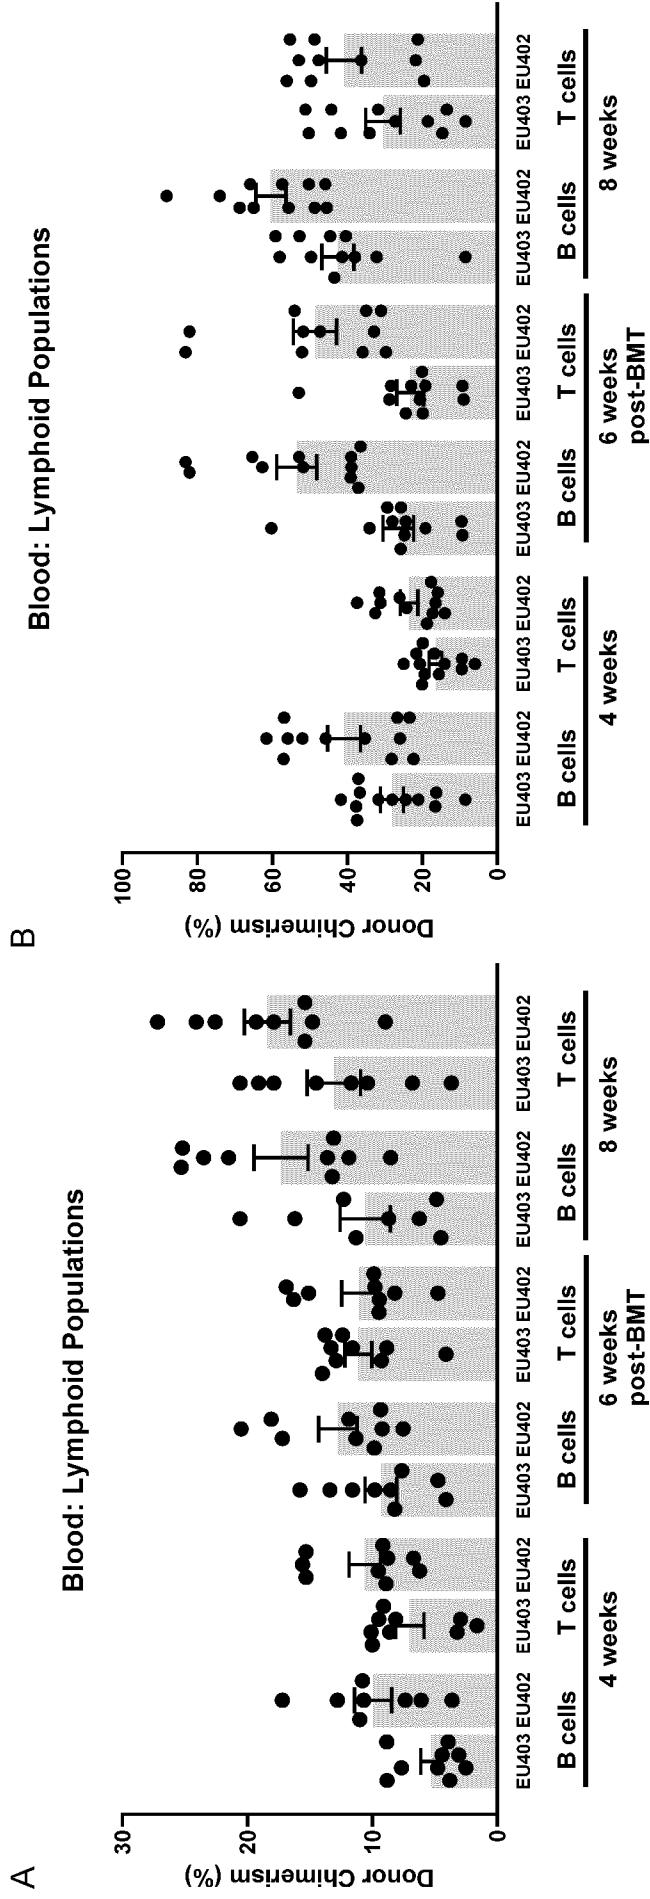 A
Blood: Lymphoid Populations
Donor Chimerism (%)
30
20
10
0
EU403 EU402 EU403 EU402 EU403 EU402 EU403 EU402 EU403 EU402 EU403 EU402
B cells T cells B cells T cells B cells T cells
4 weeks 6 weeks 8 weeks
post-BMT
B
Blood: Lymphoid Populations
Donor Chimerism (%)
100
80
60
40
20
0
EU403 EU402 EU403 EU402 EU403 EU402 EU403 EU402 EU403 EU402 EU403 EU402
B cells T cells B cells T cells B cells T cells
4 weeks 6 weeks 8 weeks
post-BMT